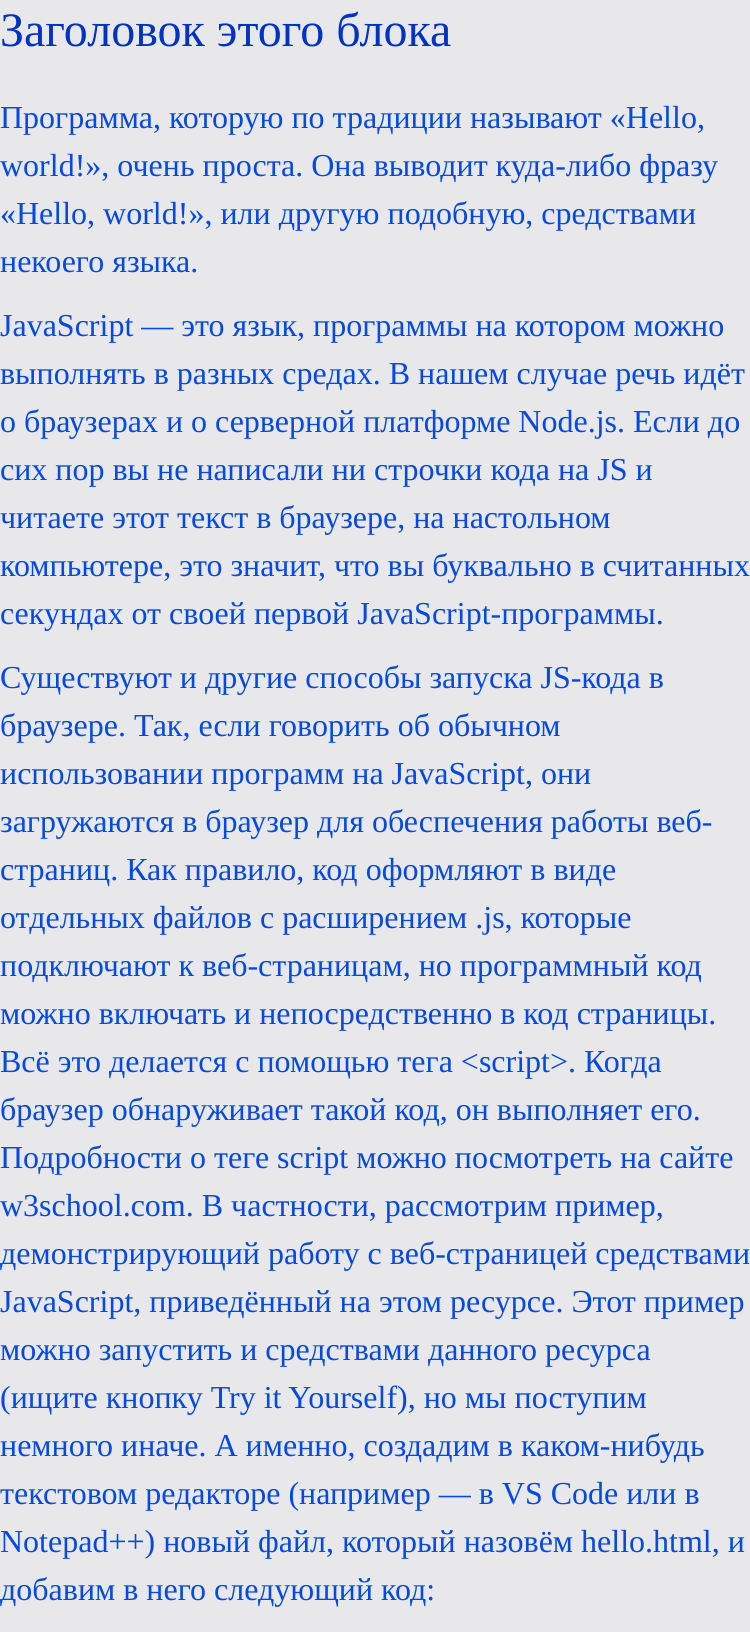 Заголовок этого блока
Программа, которую по традиции называют «Hello,
world!», очень проста. Она выводит куда-либо фразу
«Hello, world!», или другую подобную, средствами
некоего языка.
JavaScript — это язык, программы на котором можно
выполнять в разных средах. В нашем случае речь идёт
о браузерах и о серверной платформе Node.js. Если до
сих пор вы не написали ни строчки кода на JS и
читаете этот текст в браузере, на настольном
компьютере, это значит, что вы буквально в считанных
секундах от своей первой JavaScript-программы.
Существуют и другие способы запуска JS-кода в
браузере. Так, если говорить об обычном
использовании программ на JavaScript, они
загружаются в браузер для обеспечения работы веб-
страниц. Как правило, код оформляют в виде
отдельных файлов с расширением .js, которые
подключают к веб-страницам, но программный код
можно включать и непосредственно в код страницы.
Всё это делается с помощью тега <script>. Когда
браузер обнаруживает такой код, он выполняет его.
Подробности о теге script можно посмотреть на сайте
w3school.com. В частности, рассмотрим пример,
демонстрирующий работу с веб-страницей средствами
JavaScript, приведённый на этом ресурсе. Этот пример
можно запустить и средствами данного ресурса
(ищите кнопку Try it Yourself), но мы поступим
немного иначе. А именно, создадим в каком-нибудь
текстовом редакторе (например — в VS Code или в
Notepad++) новый файл, который назовём hello.html, и
добавим в него следующий код: